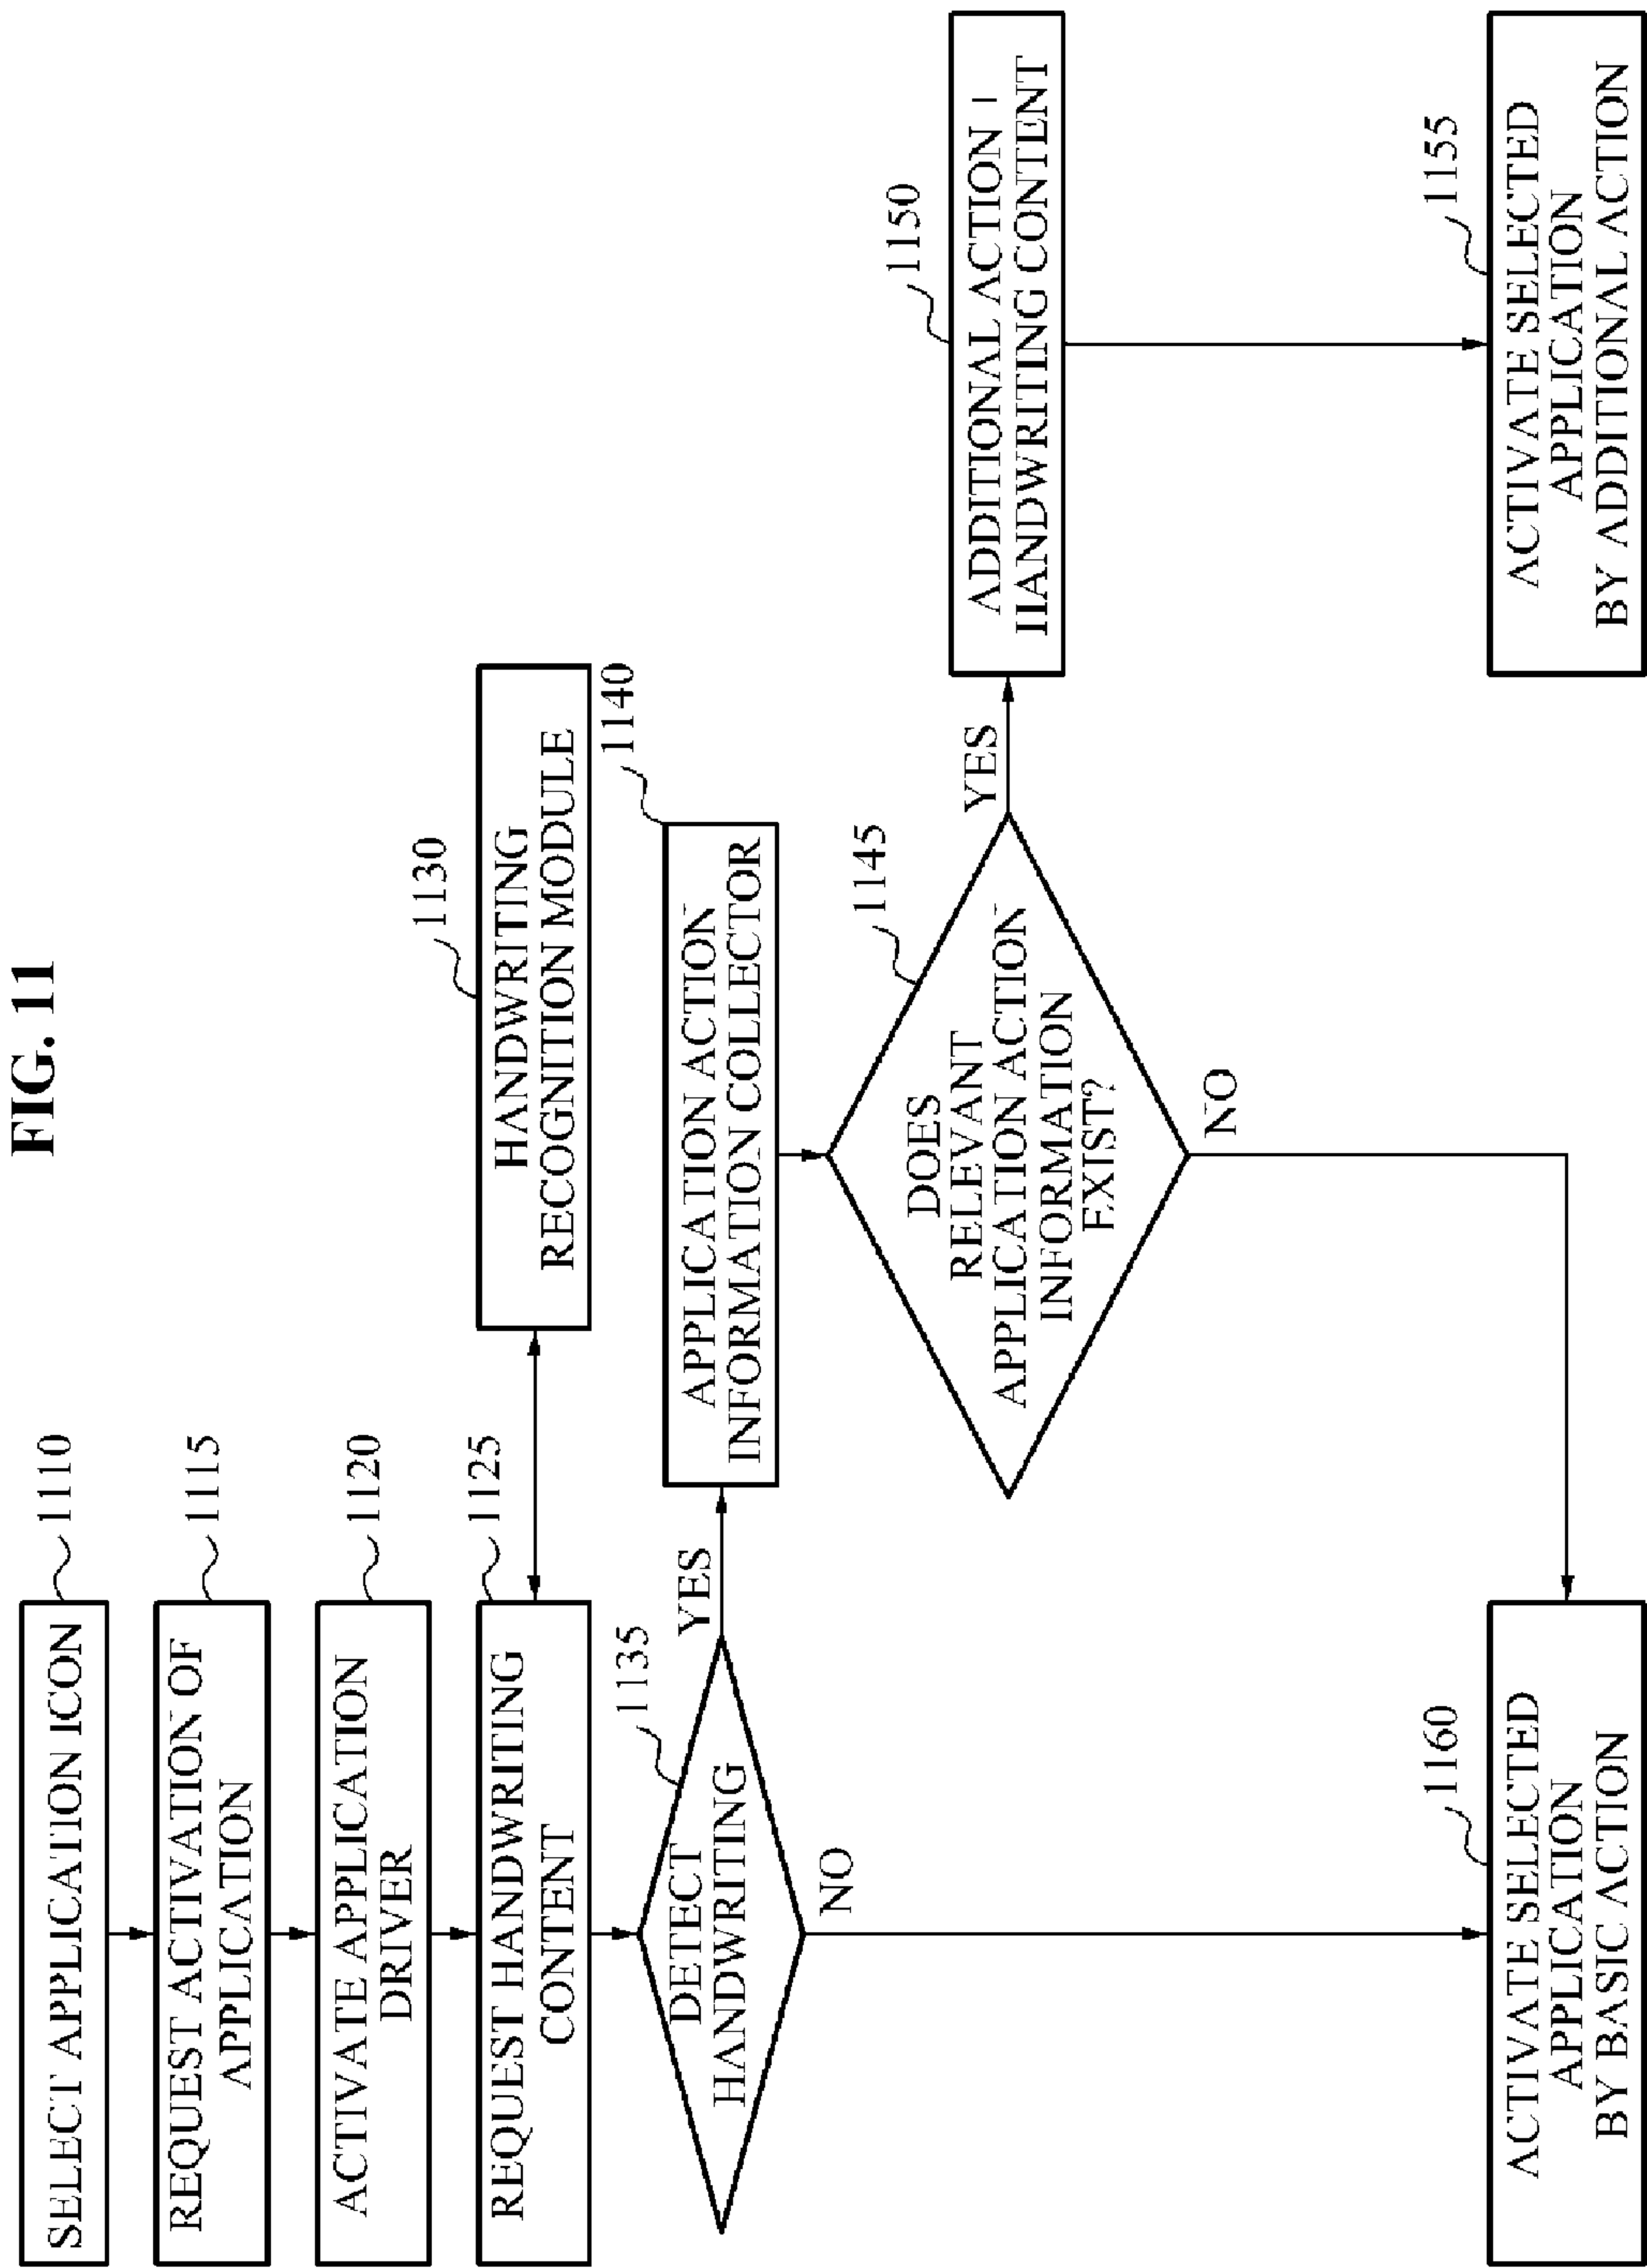 FIG. 11
SELECT APPLICATION ICON
1110
REQUEST ACTIVATION OF
APPLICATION
1115
ACTIVATE APPLICATION
DRIVER
1120
REQUEST HANDWRITING
CONTENT
1125
HANDWRITING
RECOGNITION MODULE
1130
DETECT
HANDWRITING
1135
YES
NO
APPLICATION ACTION
INFORMATION COLLECTOR
1140
DOES
RELEVANT
APPLICATION ACTION
INFORMATION
EXIST?
1145
YES
NO
ADDITIONAL ACTION +
HANDWRITING CONTENT
1150
ACTIVATE SELECTED
APPLICATION
BY ADDITIONAL ACTION
1155
ACTIVATE SELECTED
APPLICATION
BY BASIC ACTION
1160